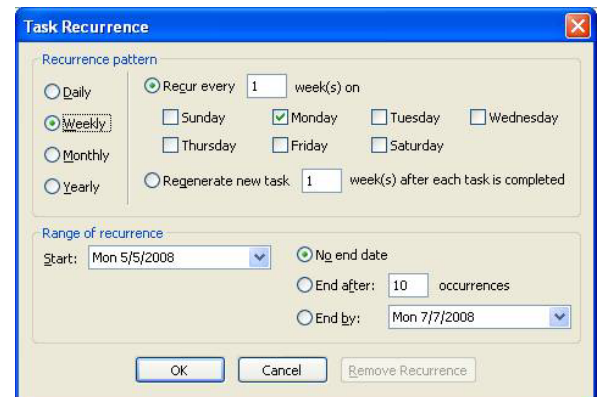 Task Recurrence
Recurrence pattern
Daily
Weekly
Monthly
Yearly
Recur every 1 week(s) on
Sunday Monday Tuesday Wednesday
Thursday Friday Saturday
Regenerate new task 1 week(s) after each task is completed
Range of recurrence
Start: Mon 5/5/2008
No end date
End after: 10 occurrences
End by: Mon 7/7/2008
OK Cancel Remove Recurrence